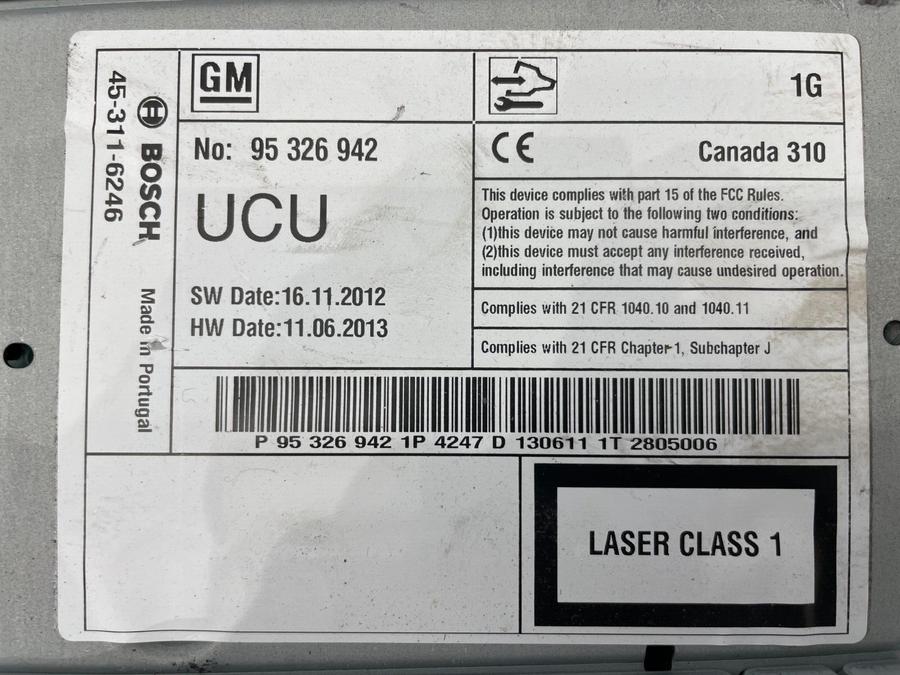 BOSCH
45-311-6246
Made in Portugal
GM
1G
No: 95 326 942
CE
Canada 310
UCU
This device complies with part 15 of the FCC Rules.
Operation is subject to the following two conditions:
(1)this device may not cause harmful interference, and
(2)this device must accept any interference received,
including interference that may cause undesired operation.
SW Date:16.11.2012
HW Date:11.06.2013
Complies with 21 CFR 1040.10 and 1040.11
Complies with 21 CFR Chapter 1, Subchapter J
P 95 326 942 1P 4247 D 130611 1T 2805006
LASER CLASS 1